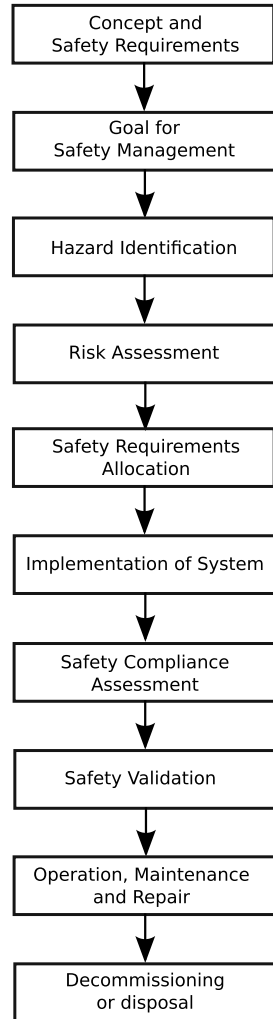 Concept and
Safety Requirements
Goal for
Safety Management
Hazard Identification
Risk Assessment
Safety Requirements
Allocation
Implementation of System
Safety Compliance
Assessment
Safety Validation
Operation, Maintenance
and Repair
Decommissioning
or disposal